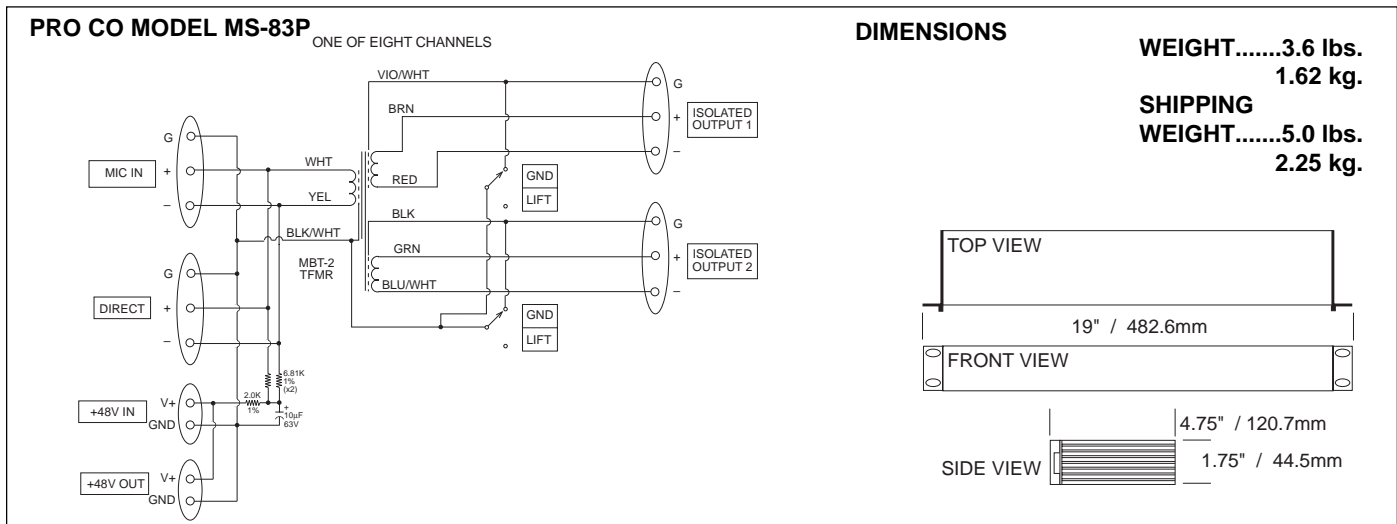 PRO CO MODEL MS-83P
ONE OF EIGHT CHANNELS
VIO/WHT
G
BRN
+
ISOLATED
OUTPUT 1
–
RED
G
MIC IN
+
WHT
–
YEL
GND
LIFT
BLK
G
BLK/WHT
GRN
+
ISOLATED
OUTPUT 2
MBT-2
TFMR
BLU/WHT
–
G
DIRECT
+
–
GND
LIFT
6.81K
1%
(x2)
2.0K
1%
+
10µF
63V
+48V IN
V+
GND
+48V OUT
V+
GND
DIMENSIONS
WEIGHT.......3.6 lbs.
1.62 kg.
SHIPPING
WEIGHT.......5.0 lbs.
2.25 kg.
TOP VIEW
19" / 482.6mm
FRONT VIEW
4.75" / 120.7mm
SIDE VIEW
1.75" / 44.5mm